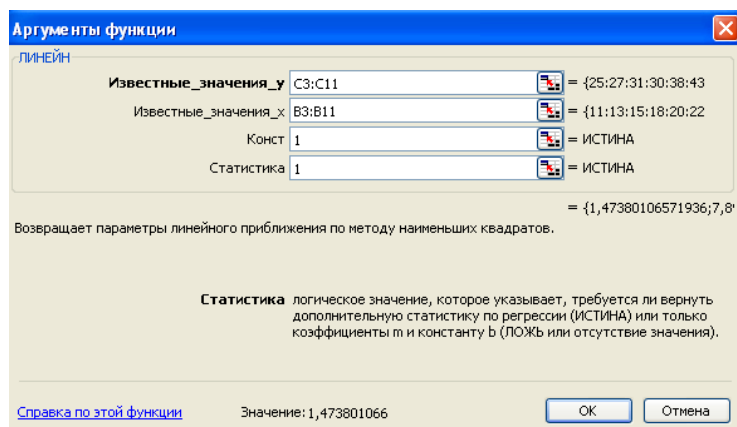 Аргументы функции
ЛИНЕЙН
Известные_значения_y C3:C11 = {25:27:31:30:38:43
Известные_значения_x B3:B11 = {11:13:15:18:20:22
Конст 1 = ИСТИНА
Статистика 1 = ИСТИНА
= {1,47380106571936;7,8
Возвращает параметры линейного приближения по методу наименьших квадратов.
Статистика логическое значение, которое указывает, требуется ли вернуть
дополнительную статистику по регрессии (ИСТИНА) или только
коэффициенты m и константу b (ЛОЖЬ или отсутствие значения).
Справка по этой функции Значение: 1,473801066 ОК Отмена